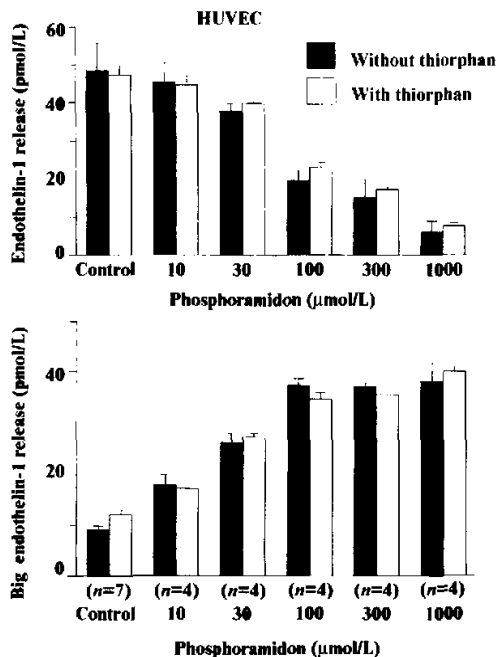 HUVEC
Endothelin-1 release (pmol/L)
60
40
20
0
Without thiorphan
With thiorphan
Control 10 30 100 300 1000
Phosphoramidon (μmol/L)
Big endothelin-1 release (pmol/L)
40
20
0
(n=7) (n=4) (n=4) (n=4) (n=4) (n=4)
Control 10 30 100 300 1000
Phosphoramidon (μmol/L)